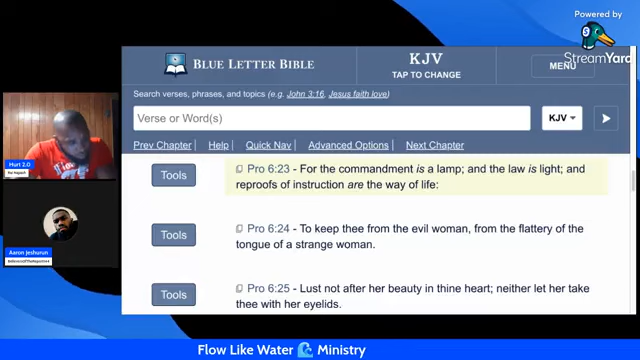 Powered by
StreamYard
BLUE LETTER BIBLE
KJV
TAP TO CHANGE
MENU
Search verses, phrases, and topics (e.g. John 3:16, Jesus faith love)
Verse or Word(s)
KJV
Prev Chapter | Help | Quick Nav | Advanced Options | Next Chapter
Tools
Pro 6:23 - For the commandment is a lamp; and the law is light; and
reproofs of instruction are the way of life:
Tools
Pro 6:24 - To keep thee from the evil woman, from the flattery of the
tongue of a strange woman.
Tools
Pro 6:25 - Lust not after her beauty in thine heart; neither let her take
thee with her eyelids.
Hurt 2.0
Aaron Jeshurun
Flow Like Water 🌊 Ministry